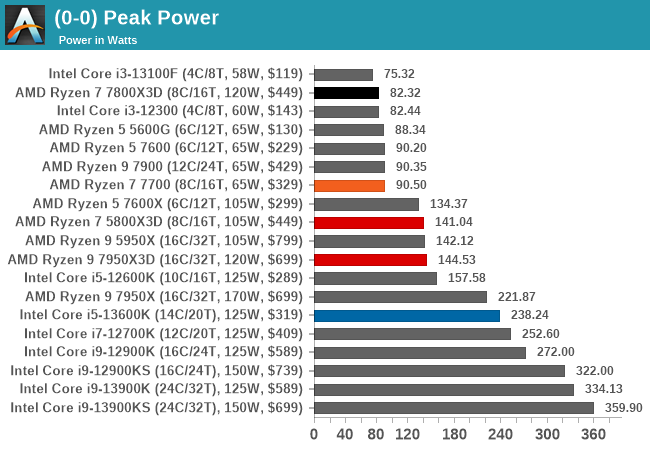 (0-0) Peak Power
Power in Watts
Intel Core i3-13100F (4C/8T, 58W, $119) 75.32
AMD Ryzen 7 7800X3D (8C/16T, 120W, $449) 82.32
Intel Core i3-12300 (4C/8T, 60W, $143) 82.44
AMD Ryzen 5 5600G (6C/12T, 65W, $130) 88.34
AMD Ryzen 5 7600 (6C/12T, 65W, $229) 90.20
AMD Ryzen 9 7900 (12C/24T, 65W, $429) 90.35
AMD Ryzen 7 7700 (8C/16T, 65W, $329) 90.50
AMD Ryzen 5 7600X (6C/12T, 105W, $299) 134.37
AMD Ryzen 7 5800X3D (8C/16T, 105W, $449) 141.04
AMD Ryzen 9 5950X (16C/32T, 105W, $799) 142.12
AMD Ryzen 9 7950X3D (16C/32T, 120W, $699) 144.53
Intel Core i5-12600K (10C/16T, 125W, $289) 157.58
AMD Ryzen 9 7950X (16C/32T, 170W, $699) 221.87
Intel Core i5-13600K (14C/20T), 125W, $319) 238.24
Intel Core i7-12700K (12C/20T, 125W, $409) 252.60
Intel Core i9-12900K (16C/24T, 125W, $589) 272.00
Intel Core i9-12900KS (16C/24T), 150W, $739) 322.00
Intel Core i9-13900K (24C/32T), 125W, $589) 334.13
Intel Core i9-13900KS (24C/32T), 150W, $699) 359.90
0 40 80 120 160 200 240 280 320 360